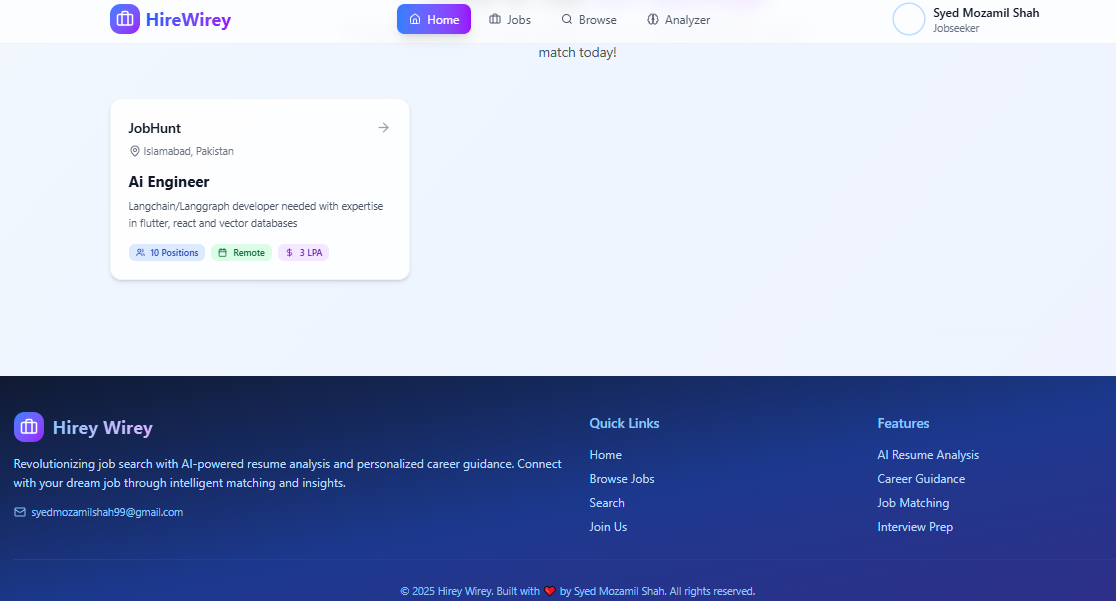 HireWirey
Home
Jobs
Browse
Analyzer
Syed Mozamil Shah
Jobseeker
match today!
JobHunt
Islamabad, Pakistan
Ai Engineer
Langchain/Langgraph developer needed with expertise
in flutter, react and vector databases
10 Positions
Remote
3 LPA
Hirey Wirey
Revolutionizing job search with AI-powered resume analysis and personalized career guidance. Connect
with your dream job through intelligent matching and insights.
syedmozamilshah99@gmail.com
Quick Links
Home
Browse Jobs
Search
Join Us
Features
AI Resume Analysis
Career Guidance
Job Matching
Interview Prep
© 2025 Hirey Wirey. Built with ❤️ by Syed Mozamil Shah. All rights reserved.